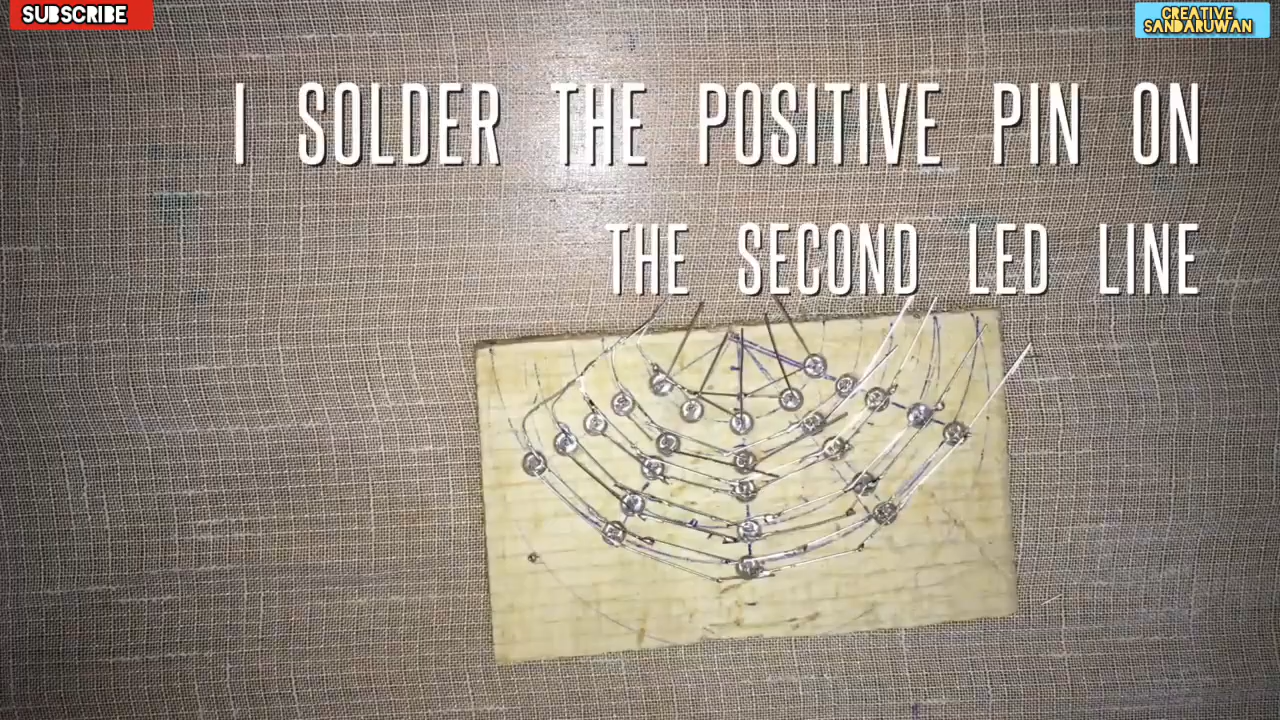 SUBSCRIBE
CREATIVE
SANDARUWAN
I SOLDER THE POSITIVE PIN ON
THE SECOND LED LINE